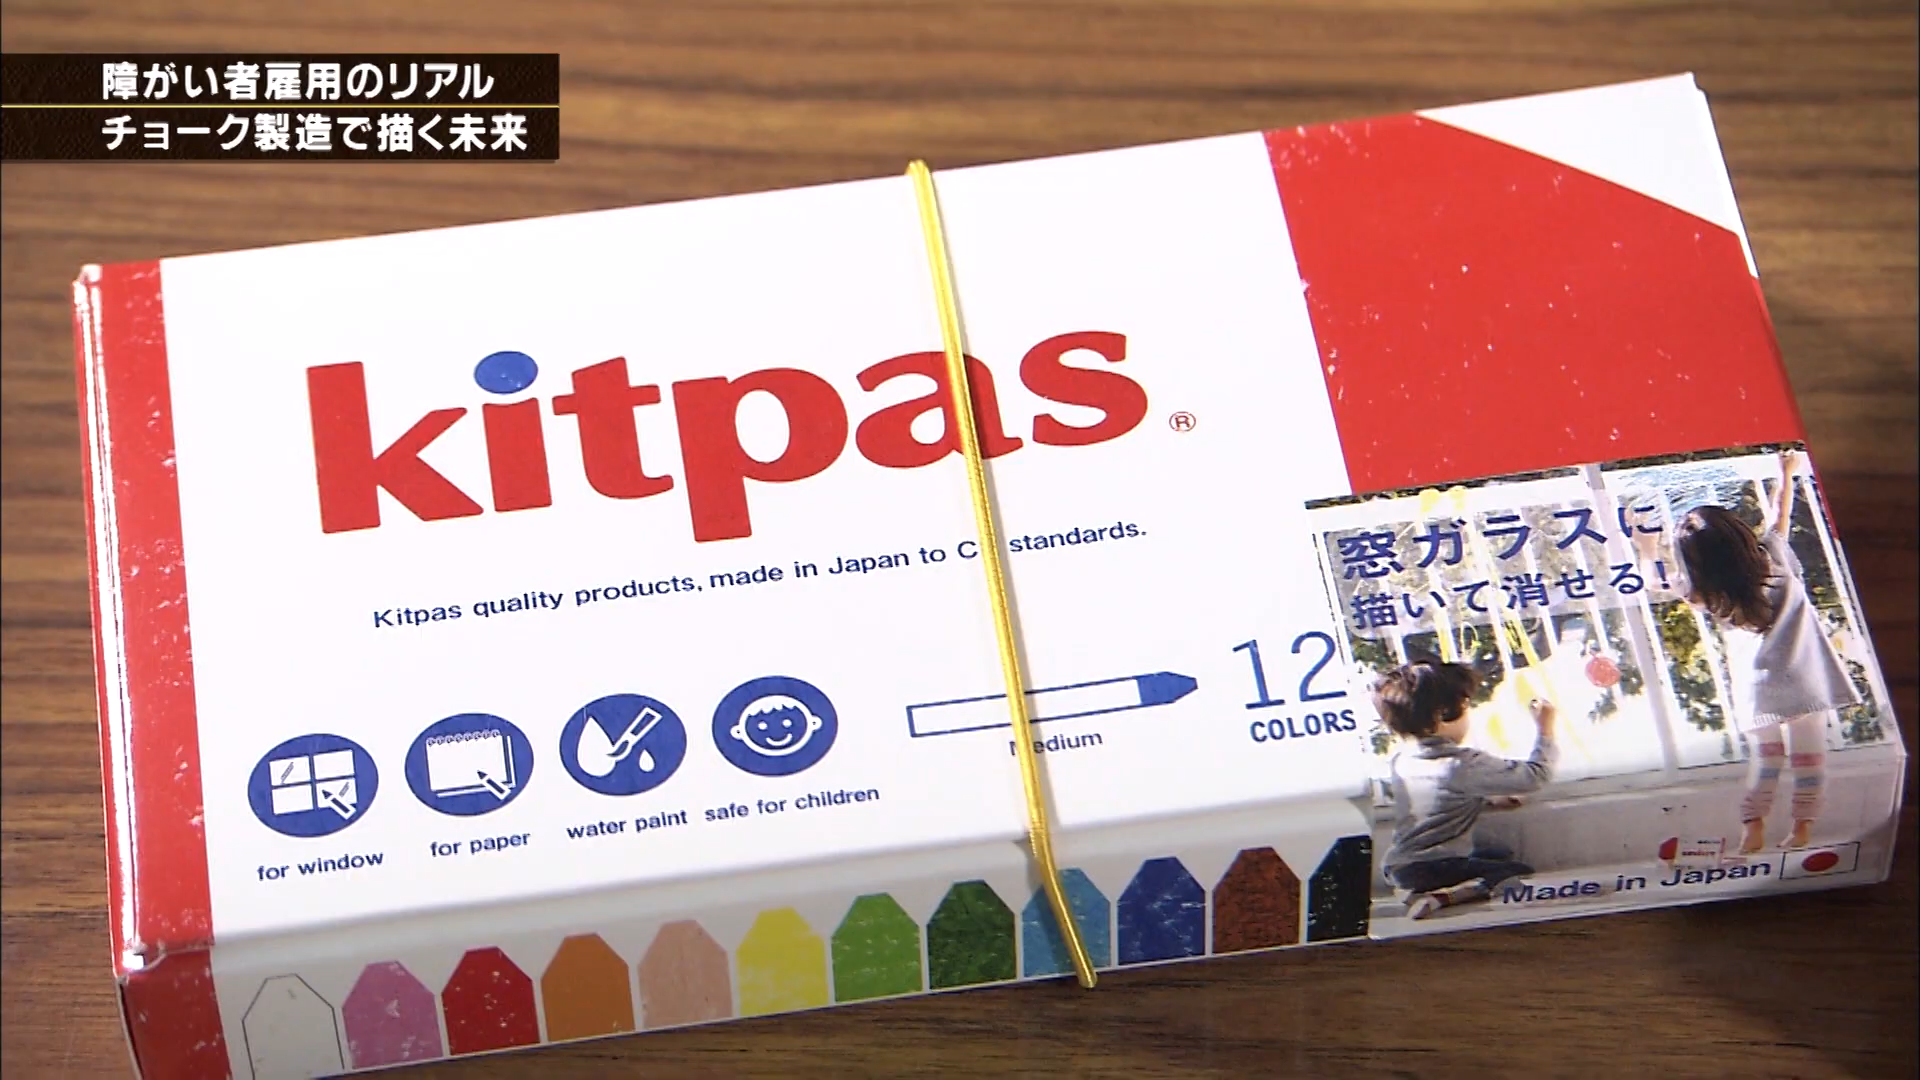 障がい者雇用のリアル
チョーク製造で描く未来
kitpas®
Kitpas quality products, made in Japan to C standards.
for window
for paper
water paint
safe for children
Medium
12
COLORS
窓ガラスに
描いて消せる!
Made in Japan